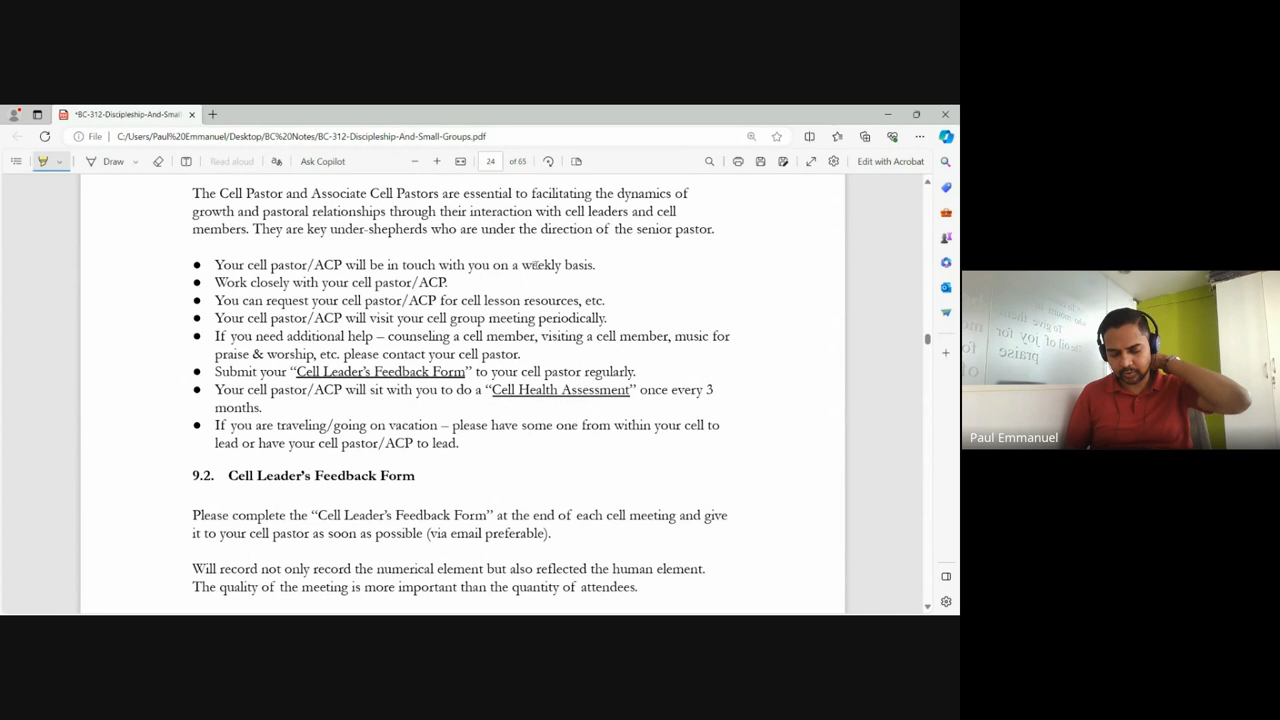 *BC-312-Discipleship-And-Smal
File
C:/Users/Paul%20Emmanuel/Desktop/BC%20Notes/BC-312-Discipleship-And-Small-Groups.pdf
Draw
Read aloud
Ask Copilot
24
of 65
Edit with Acrobat
The Cell Pastor and Associate Cell Pastors are essential to facilitating the dynamics of
growth and pastoral relationships through their interaction with cell leaders and cell
members. They are key under-shepherds who are under the direction of the senior pastor.
● Your cell pastor/ACP will be in touch with you on a weekly basis.
● Work closely with your cell pastor/ACP.
● You can request your cell pastor/ACP for cell lesson resources, etc.
● Your cell pastor/ACP will visit your cell group meeting periodically.
● If you need additional help – counseling a cell member, visiting a cell member, music for
praise & worship, etc. please contact your cell pastor.
● Submit your “Cell Leader’s Feedback Form” to your cell pastor regularly.
● Your cell pastor/ACP will sit with you to do a “Cell Health Assessment” once every 3
months.
● If you are traveling/going on vacation – please have some one from within your cell to
lead or have your cell pastor/ACP to lead.
9.2. Cell Leader’s Feedback Form
Please complete the “Cell Leader’s Feedback Form” at the end of each cell meeting and give
it to your cell pastor as soon as possible (via email preferable).
Will record not only record the numerical element but also reflected the human element.
The quality of the meeting is more important than the quantity of attendees.
who mourn
To give them
The oil of joy for
praise
Paul Emmanuel